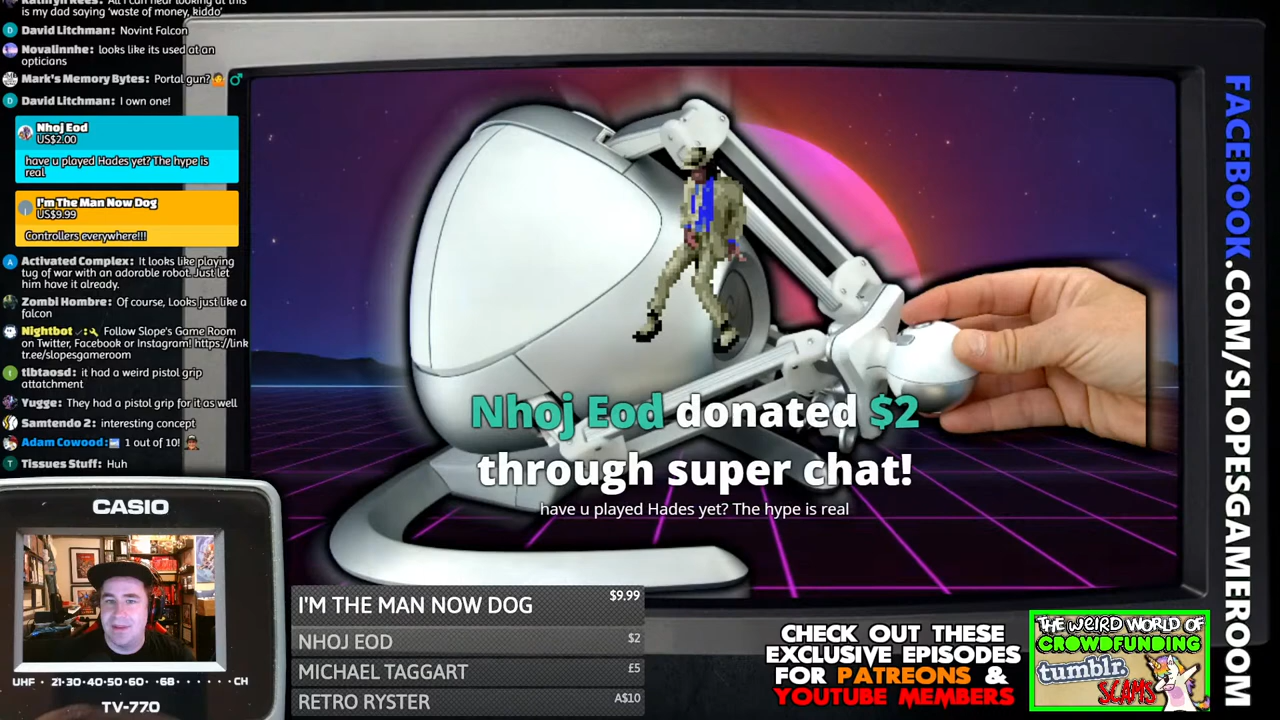 Kathryn Rees: All I can hear looking at this
is my dad saying 'waste of money, kiddo'
D David Litchman: Novint Falcon
Novalinnhe: looks like its used at an
opticians
Mark's Memory Bytes: Portal gun?🤷♂
D David Litchman: I own one!
Nhoj Eod
US$2.00
have u played Hades yet? The hype is
real
I'm The Man Now Dog
US$9.99
Controllers everywhere!!!
A Activated Complex: It looks like playing
tug of war with an adorable robot. Just let
him have it already.
Zombi Hombre: Of course, Looks just like a
falcon
Nightbot : Follow Slope's Game Room
on Twitter, Facebook or Instagram! https://link
tr.ee/slopesgameroom
t tlbtaosd: it had a weird pistol grip
attatchment
Yugge: They had a pistol grip for it as well
Samtendo 2: interesting concept
Adam Cowood: 1 out of 10!
T Tissues Stuff: Huh
Nhoj Eod donated $2
through super chat!
have u played Hades yet? The hype is real
FACEBOOK.COM/SLOPESGAMEROOM
CASIO
UHF • 21·30·40·50·60· ·68· · · · · · CH
TV-770
I'M THE MAN NOW DOG $9.99
NHOJ EOD $2
MICHAEL TAGGART £5
RETRO RYSTER A$10
CHECK OUT THESE
EXCLUSIVE EPISODES
FOR PATREONS &
YOUTUBE MEMBERS
THE WEIRD WORLD OF
CROWDFUNDING
tumblr.
SCAMS